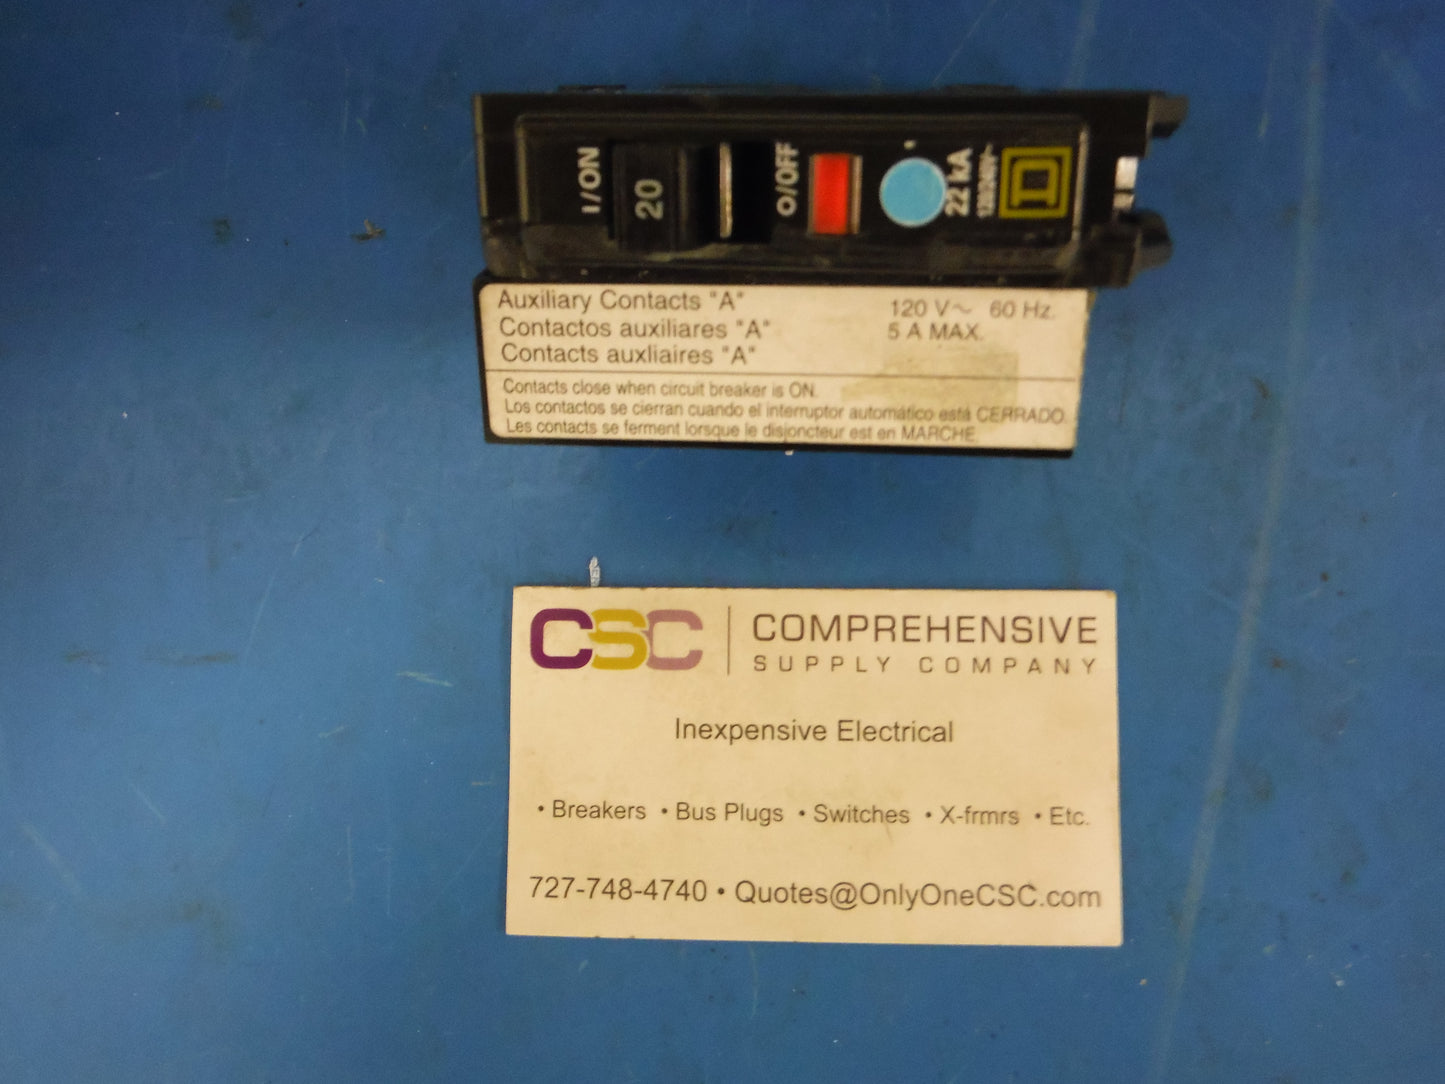 I/ON
20
O/OFF
22 kA
120/240V~
D
Auxiliary Contacts "A"
Contactos auxiliares "A"
Contacts auxliaires "A"
120 V~ 60 Hz.
5 A MAX.
Contacts close when circuit breaker is ON.
Los contactos se cierran cuando el interruptor automático está CERRADO.
Les contacts se ferment lorsque le disjoncteur est en MARCHE.
CSC
COMPREHENSIVE
SUPPLY COMPANY
Inexpensive Electrical
• Breakers • Bus Plugs • Switches • X-frmrs • Etc.
727-748-4740 • Quotes@OnlyOneCSC.com